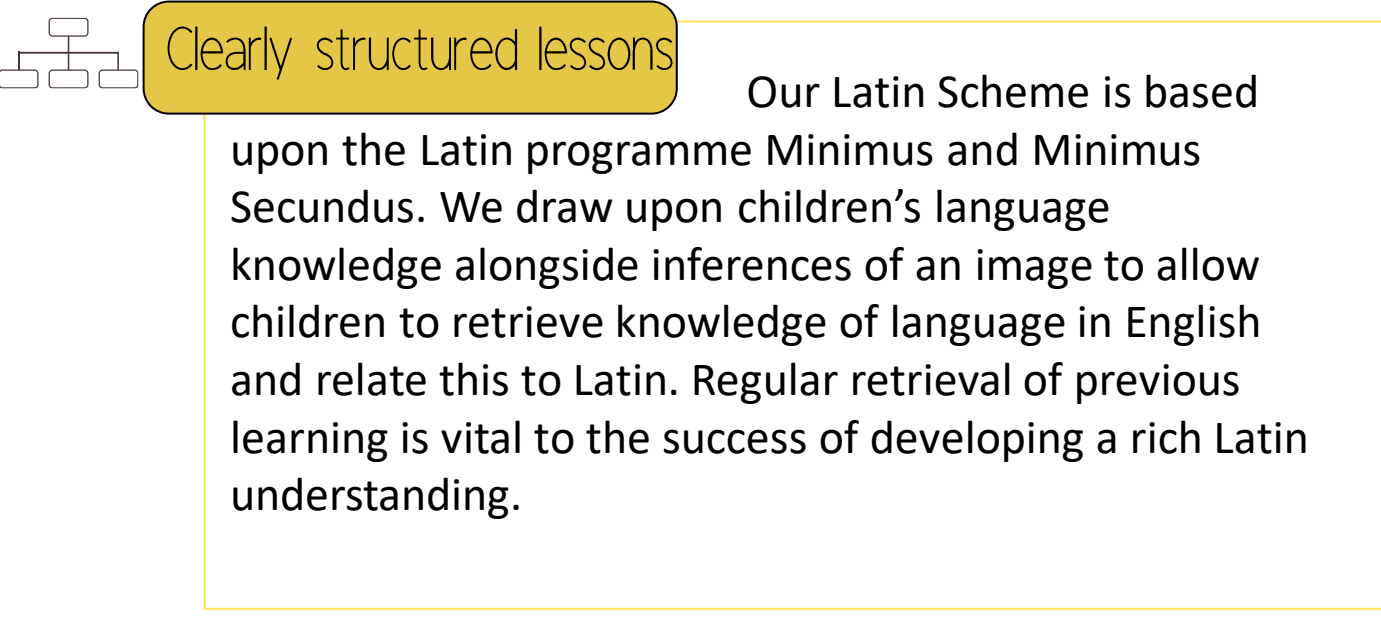 Clearly structured lessons
Our Latin Scheme is based
upon the Latin programme Minimus and Minimus
Secundus. We draw upon children’s language
knowledge alongside inferences of an image to allow
children to retrieve knowledge of language in English
and relate this to Latin. Regular retrieval of previous
learning is vital to the success of developing a rich Latin
understanding.